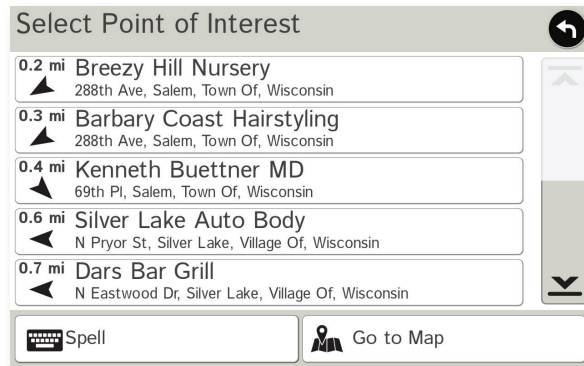 Select Point of Interest
0.2 mi Breezy Hill Nursery
288th Ave, Salem, Town Of, Wisconsin
0.3 mi Barbary Coast Hairstyling
288th Ave, Salem, Town Of, Wisconsin
0.4 mi Kenneth Buettner MD
69th Pl, Salem, Town Of, Wisconsin
0.6 mi Silver Lake Auto Body
N Pryor St, Silver Lake, Village Of, Wisconsin
0.7 mi Dars Bar Grill
N Eastwood Dr, Silver Lake, Village Of, Wisconsin
Spell
Go to Map